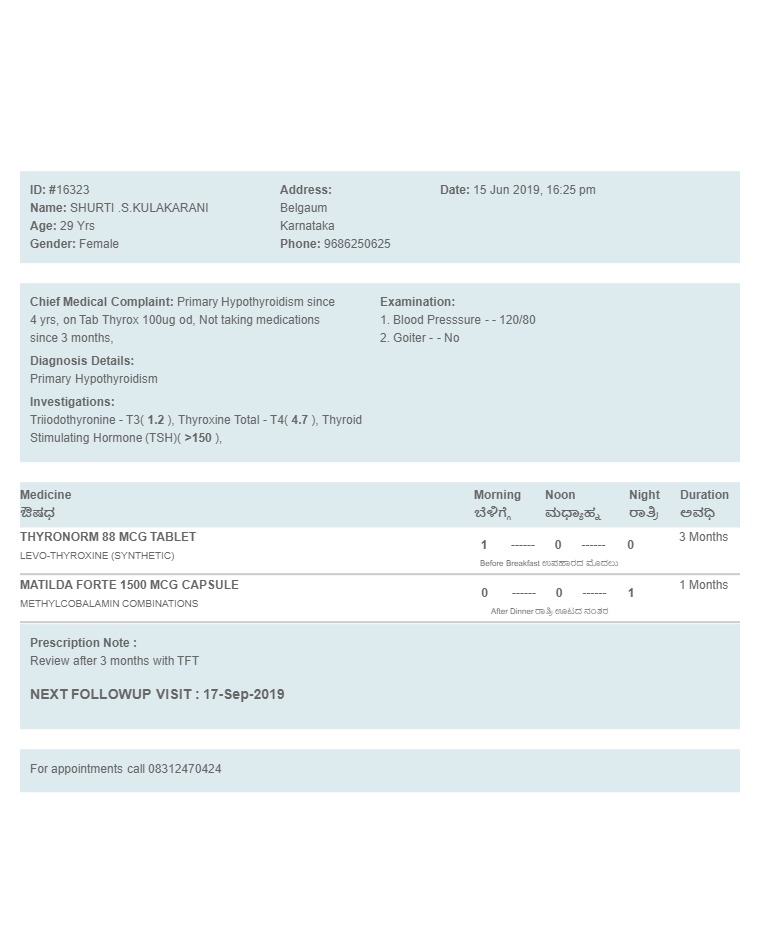 ID: #16323
Name: SHURTI .S.KULAKARANI
Age: 29 Yrs
Gender: Female
Address:
Belgaum
Karnataka
Phone: 9686250625
Date: 15 Jun 2019, 16:25 pm
Chief Medical Complaint: Primary Hypothyroidism since
4 yrs, on Tab Thyrox 100ug od, Not taking medications
since 3 months,
Diagnosis Details:
Primary Hypothyroidism
Investigations:
Triiodothyronine - T3( 1.2 ), Thyroxine Total - T4( 4.7 ), Thyroid
Stimulating Hormone (TSH)( >150 ),
Examination:
1. Blood Presssure - - 120/80
2. Goiter - - No
Medicine Morning Noon Night Duration
ಔಷಧ ಬೆಳಿಗ್ಗೆ ಮಧ್ಯಾಹ್ನ ರಾತ್ರಿ ಅವಧಿ
THYRONORM 88 MCG TABLET 3 Months
LEVO-THYROXINE (SYNTHETIC) 1 ------ 0 ------ 0
Before Breakfast ಉಪಹಾರದ ಮೊದಲು
MATILDA FORTE 1500 MCG CAPSULE 1 Months
METHYLCOBALAMIN COMBINATIONS 0 ------ 0 ------ 1
After Dinner ರಾತ್ರಿ ಊಟದ ನಂತರ
Prescription Note :
Review after 3 months with TFT
NEXT FOLLOWUP VISIT : 17-Sep-2019
For appointments call 08312470424